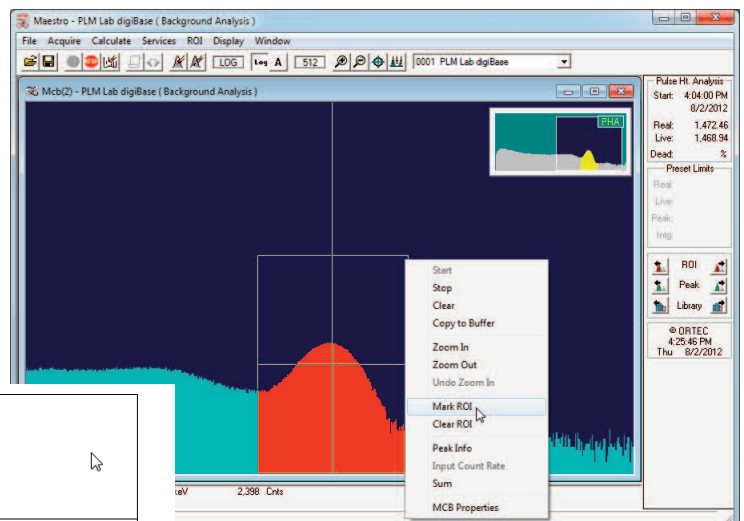 Maestro - PLM Lab digiBase ( Background Analysis )
File Acquire Calculate Services ROI Display Window
LOG Log A 512 0001 PLM Lab digiBase
Mcb(2) - PLM Lab digiBase ( Background Analysis )
PHA
Pulse Ht. Analysis
Start: 4:04:00 PM
8/2/2012
Real: 1,472.46
Live: 1,468.94
Dead: %
Preset Limits
Real:
Live:
Peak:
Intg:
ROI
Peak
Library
© ORTEC
4:25:46 PM
Thu 8/2/2012
Start
Stop
Clear
Copy to Buffer
Zoom In
Zoom Out
Undo Zoom In
Mark ROI
Clear ROI
Peak Info
Input Count Rate
Sum
MCB Properties
keV 2,398 Cnts